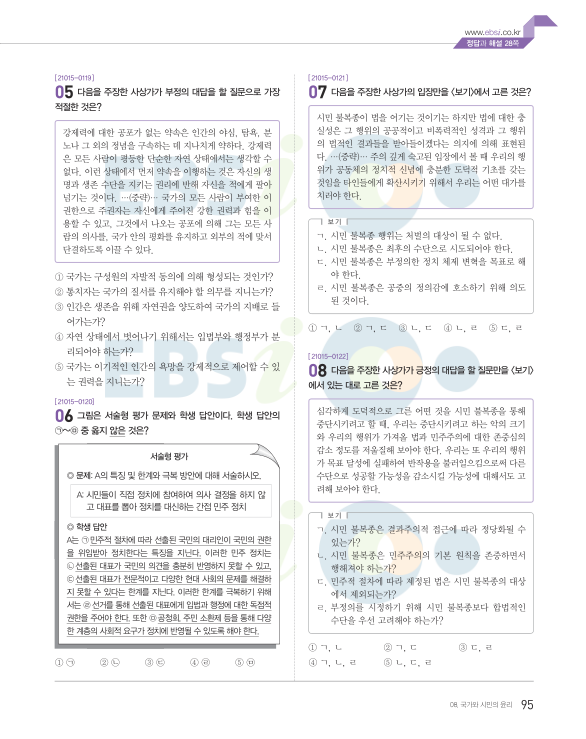 www.ebsi.co.kr
정답과 해설 28쪽
[21015-0119]
05 다음을 주장한 사상가가 부정의 대답을 할 질문으로 가장
적절한 것은?
강제력에 대한 공포가 없는 약속은 인간의 야심, 탐욕, 분
노나 그 외의 정념을 구속하는 데 지나치게 약하다. 강제력
은 모든 사람이 평등한 단순한 자연 상태에서는 생각할 수
없다. 이런 상태에서 먼저 약속을 이행하는 것은 자신의 생
명과 생존 수단을 지키는 권리에 반해 자신을 적에게 팔아
넘기는 것이다. …(중략)… 국가의 모든 사람이 부여한 이
권한으로 주권자는 자신에게 주어진 강한 권력과 힘을 이
용할 수 있고, 그것에서 나오는 공포에 의해 그는 모든 사
람의 의사를, 국가 안의 평화를 유지하고 외부의 적에 맞서
단결하도록 이끌 수 있다.
① 국가는 구성원의 자발적 동의에 의해 형성되는 것인가?
② 통치자는 국가의 질서를 유지해야 할 의무를 지니는가?
③ 인간은 생존을 위해 자연권을 양도하여 국가의 지배로 들
어가는가?
④ 자연 상태에서 벗어나기 위해서는 입법부와 행정부가 분
리되어야 하는가?
⑤ 국가는 이기적인 인간의 욕망을 강제적으로 제어할 수 있
는 권력을 지니는가?
[21015-0120]
06 그림은 서술형 평가 문제와 학생 답안이다. 학생 답안의
㉠~㉤ 중 옳지 않은 것은?
서술형 평가
◎ 문제: A의 특징 및 한계와 극복 방안에 대해 서술하시오.
A: 시민들이 직접 정치에 참여하여 의사 결정을 하지 않
고 대표를 뽑아 정치를 대신하는 간접 민주 정치
◎ 학생 답안
A는 ㉠ 민주적 절차에 따라 선출된 국민의 대리인이 국민의 권한
을 위임받아 정치한다는 특징을 지닌다. 이러한 민주 정치는
㉡ 선출된 대표가 국민의 의견을 충분히 반영하지 못할 수 있고,
㉢ 선출된 대표가 전문적이고 다양한 현대 사회의 문제를 해결하
지 못할 수 있다는 한계를 지닌다. 이러한 한계를 극복하기 위해
서는 ㉣ 선거를 통해 선출된 대표에게 입법과 행정에 대한 독점적
권한을 주어야 한다. 또한 ㉤ 공청회, 주민 소환제 등을 통해 다양
한 계층의 사회적 요구가 정치에 반영될 수 있도록 해야 한다.
① ㉠ ② ㉡ ③ ㉢ ④ ㉣ ⑤ ㉤
[21015-0121]
07 다음을 주장한 사상가의 입장만을 <보기>에서 고른 것은?
시민 불복종이 법을 어기는 것이기는 하지만 법에 대한 충
실성은 그 행위의 공공적이고 비폭력적인 성격과 그 행위
의 법적인 결과들을 받아들이겠다는 의지에 의해 표현된
다. …(중략)… 주의 깊게 숙고된 입장에서 볼 때 우리의 행
위가 공동체의 정치적 신념에 충분한 도덕적 기초를 갖는
것임을 타인들에게 확신시키기 위해서 우리는 어떤 대가를
치러야 한다.
보기
ㄱ. 시민 불복종 행위는 처벌의 대상이 될 수 없다.
ㄴ. 시민 불복종은 최후의 수단으로 시도되어야 한다.
ㄷ. 시민 불복종은 부정의한 정치 체제 변혁을 목표로 해
야 한다.
ㄹ. 시민 불복종은 공중의 정의감에 호소하기 위해 의도
된 것이다.
① ㄱ, ㄴ ② ㄱ, ㄷ ③ ㄴ, ㄷ ④ ㄴ, ㄹ ⑤ ㄷ, ㄹ
[21015-0122]
08 다음을 주장한 사상가가 긍정의 대답을 할 질문만을 <보기>
에서 있는 대로 고른 것은?
심각하게 도덕적으로 그른 어떤 것을 시민 불복종을 통해
중단시키려고 할 때, 우리는 중단시키려고 하는 악의 크기
와 우리의 행위가 가져올 법과 민주주의에 대한 존중심의
감소 정도를 저울질해 보아야 한다. 우리는 또 우리의 행위
가 목표 달성에 실패하여 반작용을 불러일으킴으로써 다른
수단으로 성공할 가능성을 감소시킬 가능성에 대해서도 고
려해 보아야 한다.
보기
ㄱ. 시민 불복종은 결과주의적 접근에 따라 정당화될 수
있는가?
ㄴ. 시민 불복종은 민주주의의 기본 원칙을 존중하면서
행해져야 하는가?
ㄷ. 민주적 절차에 따라 제정된 법은 시민 불복종의 대상
에서 제외되는가?
ㄹ. 부정의를 시정하기 위해 시민 불복종보다 합법적인
수단을 우선 고려해야 하는가?
① ㄱ, ㄴ ② ㄱ, ㄷ ③ ㄷ, ㄹ
④ ㄱ, ㄴ, ㄹ ⑤ ㄴ, ㄷ, ㄹ
08. 국가와 시민의 윤리 95
EBSi